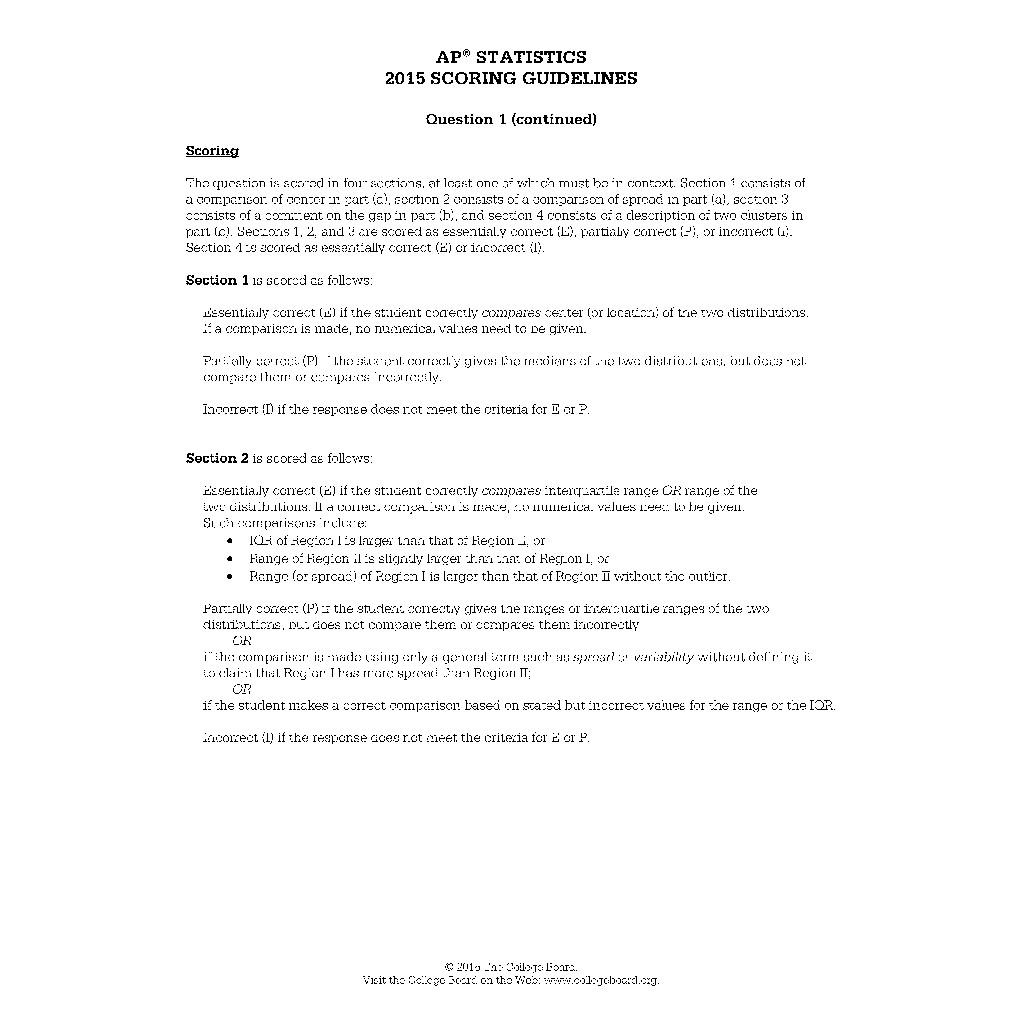 AP® STATISTICS
2015 SCORING GUIDELINES
Question 1 (continued)
Scoring
The question is scored in four sections, at least one of which must be in context. Section 1 consists of
a comparison of center in part (a), section 2 consists of a comparison of spread in part (a), section 3
consists of a comment on the gap in part (b), and section 4 consists of a description of two clusters in
part (c). Sections 1, 2, and 3 are scored as essentially correct (E), partially correct (P), or incorrect (I).
Section 4 is scored as essentially correct (E) or incorrect (I).
Section 1 is scored as follows:
Essentially correct (E) if the student correctly compares center (or location) of the two distributions.
If a comparison is made, no numerical values need to be given.
Partially correct (P) if the student correctly gives the medians of the two distributions, but does not
compare them or compares incorrectly.
Incorrect (I) if the response does not meet the criteria for E or P.
Section 2 is scored as follows:
Essentially correct (E) if the student correctly compares interquartile range OR range of the
two distributions. If a correct comparison is made, no numerical values need to be given.
Such comparisons include:
• IQR of Region I is larger than that of Region II, or
• Range of Region II is slightly larger than that of Region I, or
• Range (or spread) of Region I is larger than that of Region II without the outlier.
Partially correct (P) if the student correctly gives the ranges or interquartile ranges of the two
distributions, but does not compare them or compares them incorrectly
OR
if the comparison is made using only a general term such as spread or variability without defining it
to claim that Region I has more spread than Region II;
OR
if the student makes a correct comparison based on stated but incorrect values for the range or the IQR.
Incorrect (I) if the response does not meet the criteria for E or P.
© 2015 The College Board.
Visit the College Board on the Web: www.collegeboard.org.